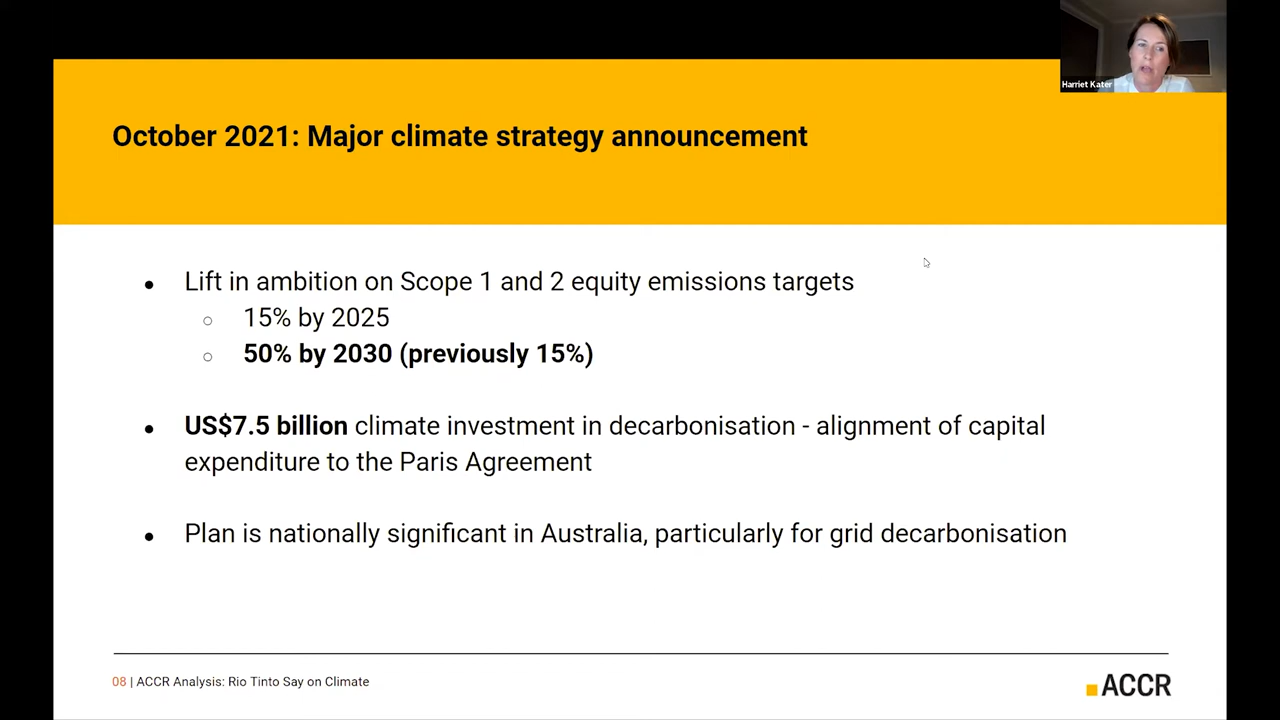 Harriet Kater
October 2021: Major climate strategy announcement
● Lift in ambition on Scope 1 and 2 equity emissions targets
○ 15% by 2025
○ 50% by 2030 (previously 15%)
● US$7.5 billion climate investment in decarbonisation - alignment of capital
expenditure to the Paris Agreement
● Plan is nationally significant in Australia, particularly for grid decarbonisation
08 | ACCR Analysis: Rio Tinto Say on Climate
ACCR